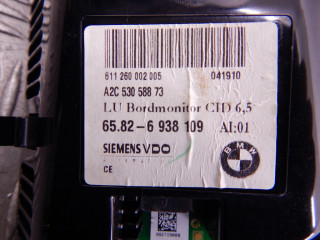 611 260 002 005 041910
A2C 530 588 73
LU Bordmonitor CID 6,5
65.82-6 938 109 AI:01
SIEMENS VDO
BMW
CE